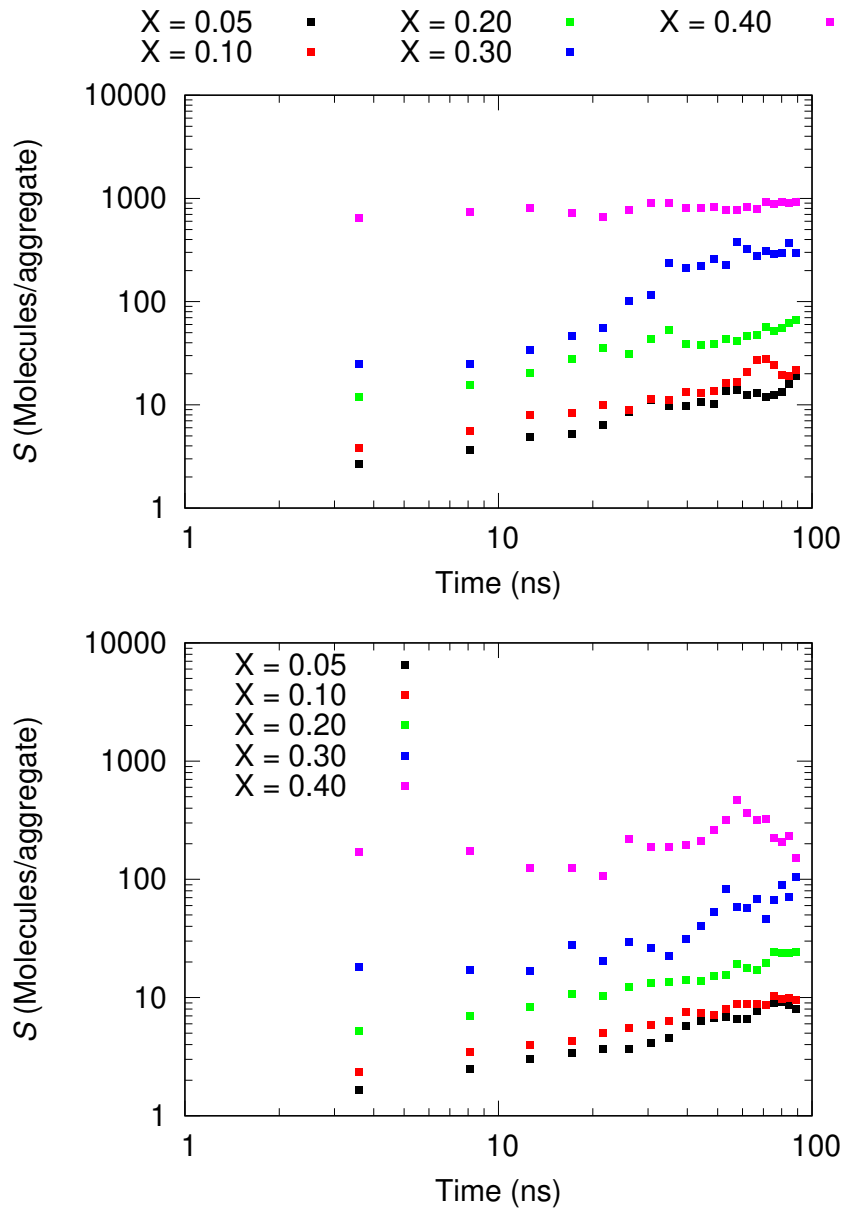 X = 0.05 X = 0.20 X = 0.40
X = 0.10 X = 0.30
10000
1000
100
10
1
S (Molecules/aggregate)
1 10 100
Time (ns)
10000
1000
100
10
1
S (Molecules/aggregate)
X = 0.05
X = 0.10
X = 0.20
X = 0.30
X = 0.40
1 10 100
Time (ns)